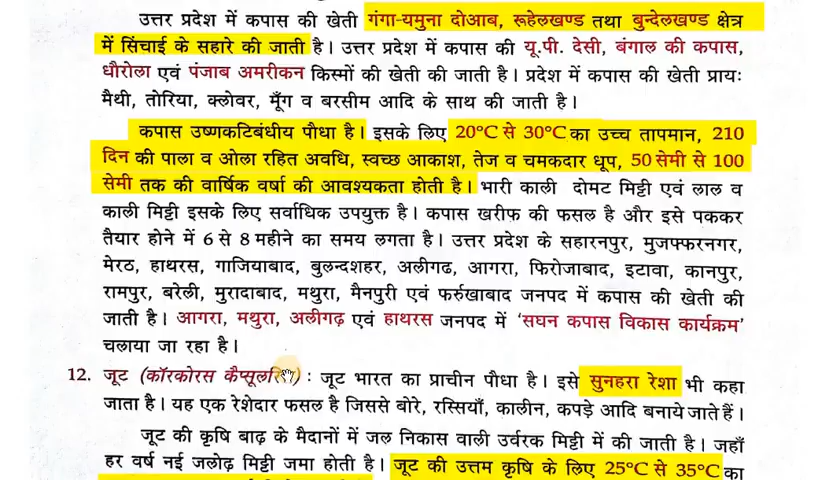 उत्तर प्रदेश में कपास की खेती गंगा-यमुना दोआब, रूहेलखण्ड तथा बुन्देलखण्ड क्षेत्र
में सिंचाई के सहारे की जाती है। उत्तर प्रदेश में कपास की यू.पी. देसी, बंगाल की कपास,
धौरोला एवं पंजाब अमरीकन किस्मों की खेती की जाती है। प्रदेश में कपास की खेती प्रायः
मैथी, तोरिया, क्लोवर, मूँग व बरसीम आदि के साथ की जाती है।
कपास उष्णकटिबंधीय पौधा है। इसके लिए 20°C से 30°C का उच्च तापमान, 210
दिन की पाला व ओला रहित अवधि, स्वच्छ आकाश, तेज व चमकदार धूप, 50 सेमी से 100
सेमी तक की वार्षिक वर्षा की आवश्यकता होती है। भारी काली दोमट मिट्टी एवं लाल व
काली मिट्टी इसके लिए सर्वाधिक उपयुक्त है। कपास खरीफ की फसल है और इसे पककर
तैयार होने में 6 से 8 महीने का समय लगता है। उत्तर प्रदेश के सहारनपुर, मुजफ्फरनगर,
मेरठ, हाथरस, गाजियाबाद, बुलन्दशहर, अलीगढ, आगरा, फिरोजाबाद, इटावा, कानपुर,
रामपुर, बरेली, मुरादाबाद, मथुरा, मैनपुरी एवं फर्रुखाबाद जनपद में कपास की खेती की
जाती है। आगरा, मथुरा, अलीगढ़ एवं हाथरस जनपद में ‘सघन कपास विकास कार्यक्रम’
चलाया जा रहा है।
12. जूट (कॉरकोरस : जूट भारत का प्राचीन पौधा है। इसे सुनहरा रेशा भी कहा
जाता है। यह एक रेशेदार फसल है जिससे बोरे, रस्सियाँ, कालीन, कपड़े आदि बनाये जाते हैं।
जूट की कृषि बाढ़ के मैदानों में जल निकास वाली उर्वरक मिट्टी में की जाती है। जहाँ
हर वर्ष नई जलोढ़ मिट्टी जमा होती है। जूट की उत्तम कृषि के लिए 25°C से 35°C का